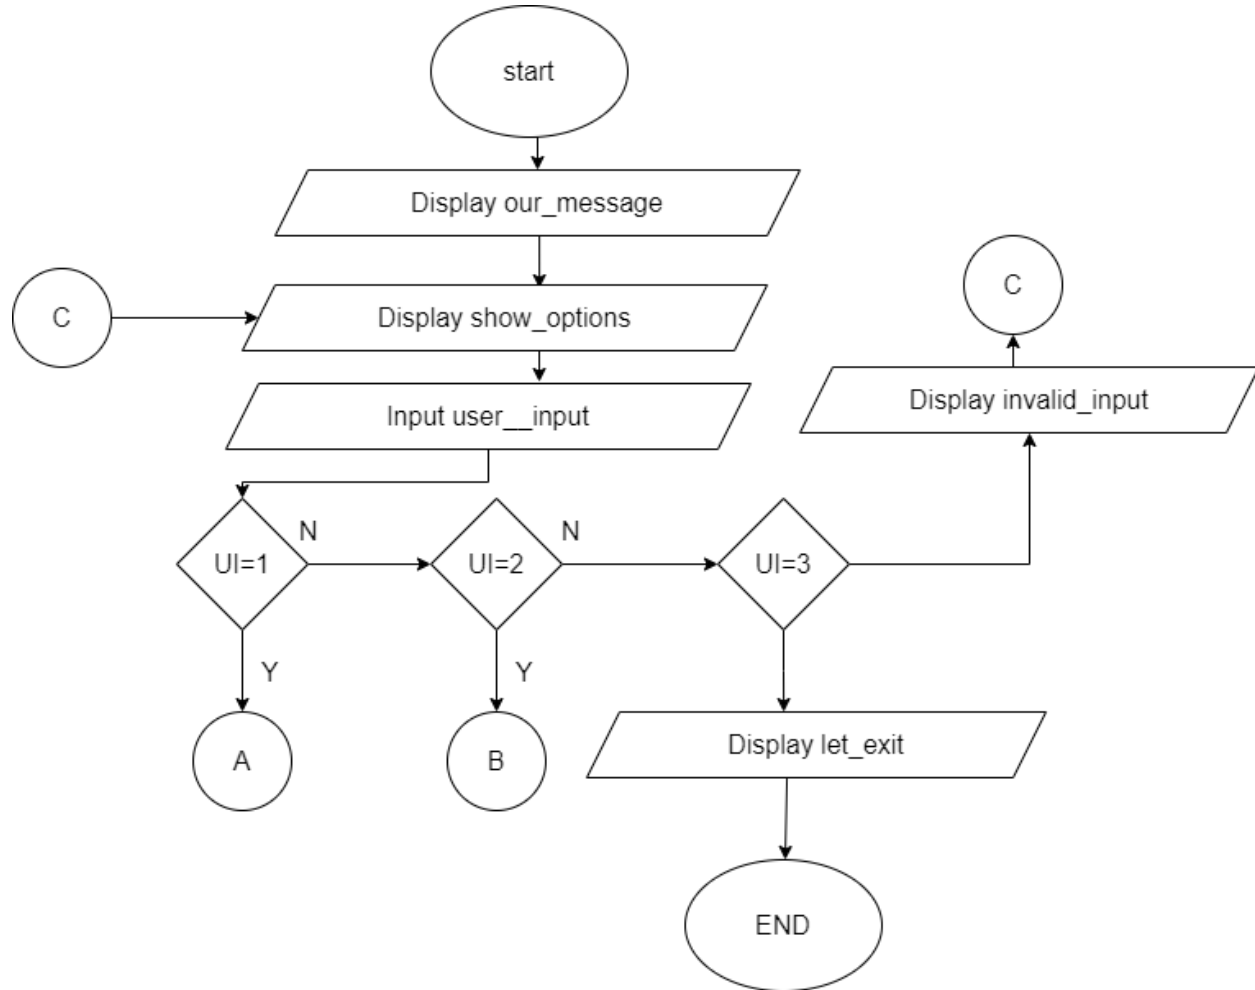 start
Display our_message
C
Display show_options
C
Input user__input
Display invalid_input
UI=1
N
UI=2
N
UI=3
Y
Y
A
B
Display let_exit
END